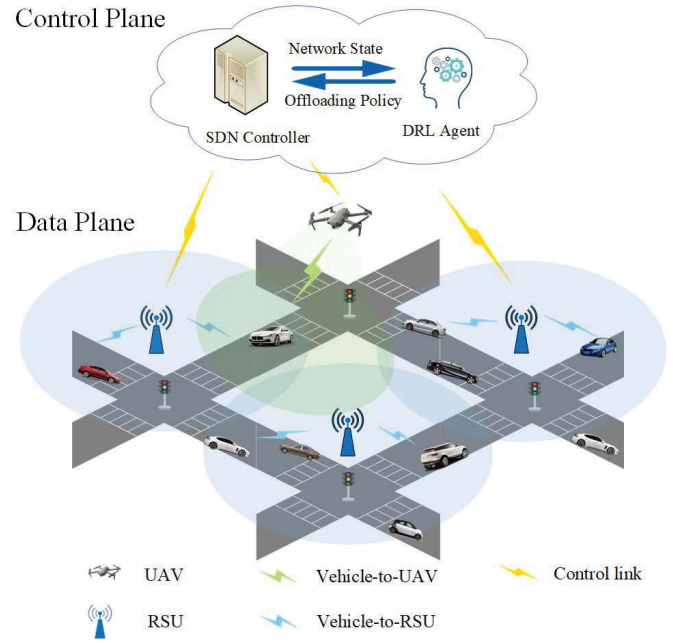 Control Plane
Network State
Offloading Policy
SDN Controller
DRL Agent
Data Plane
UAV
Vehicle-to-UAV
Control link
RSU
Vehicle-to-RSU